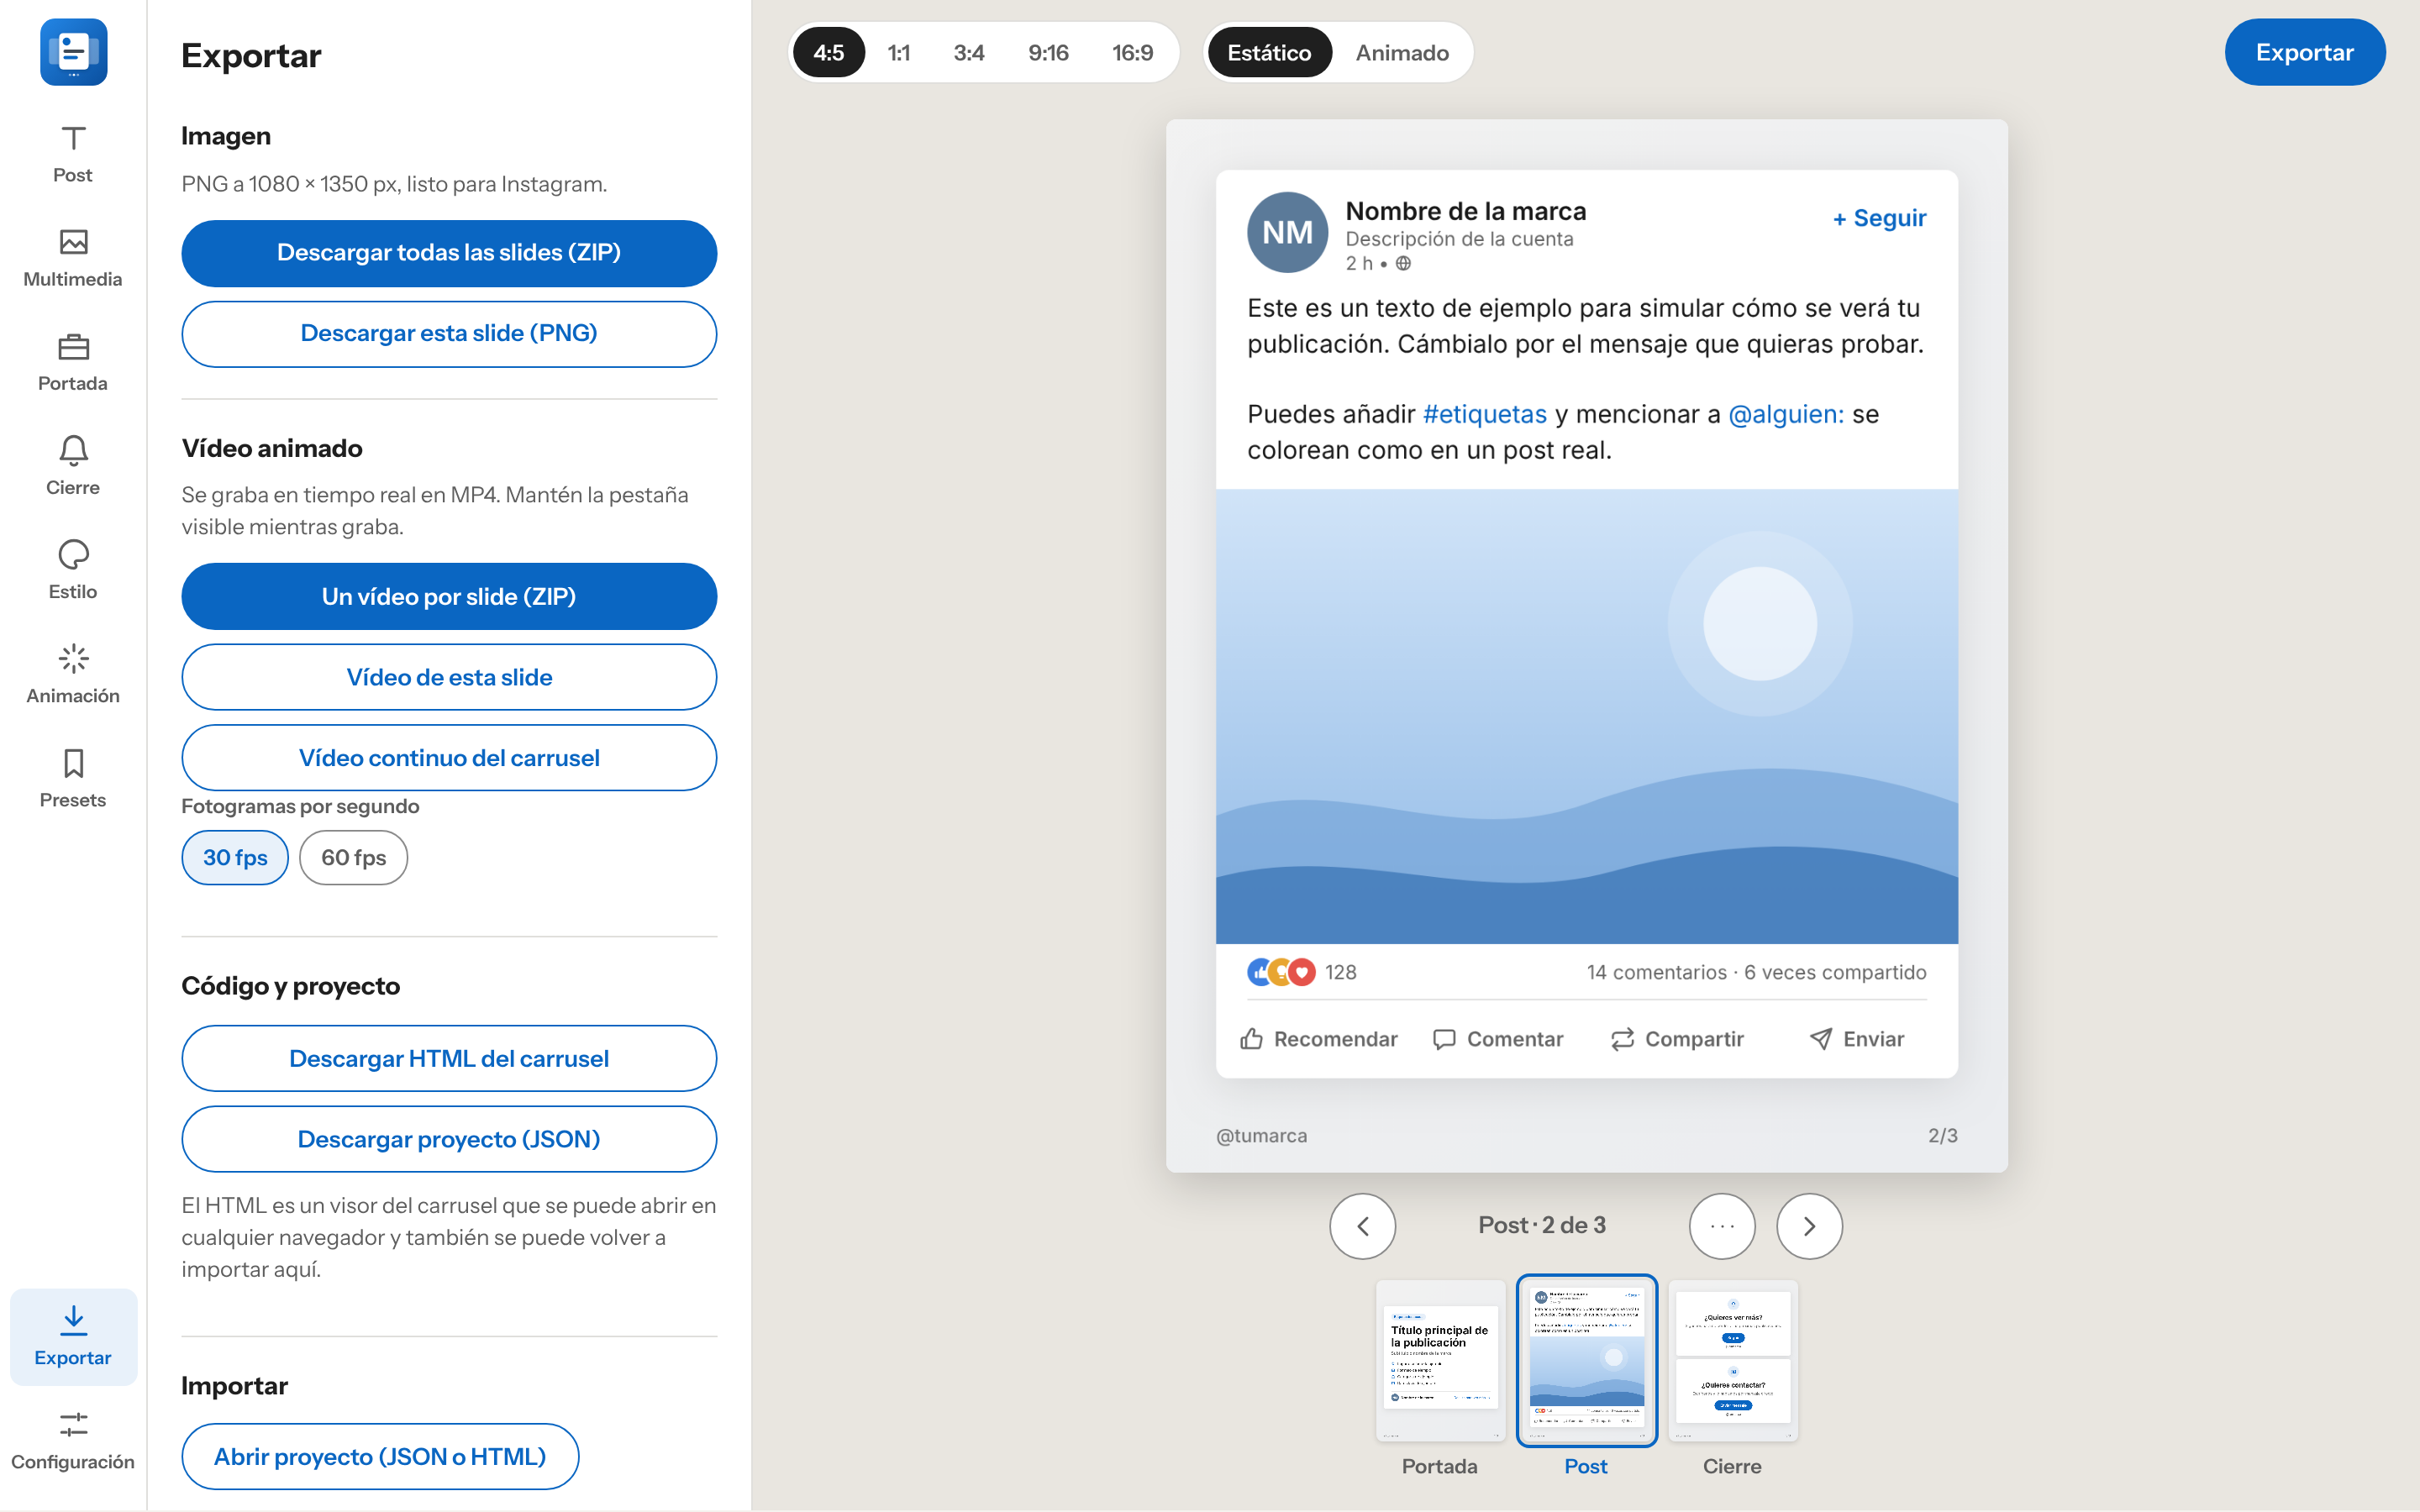 Exportar
Post
Multimedia
Portada
Cierre
Estilo
Animación
Presets
Exportar
Configuración
Imagen
PNG a 1080 × 1350 px, listo para Instagram.
Descargar todas las slides (ZIP)
Descargar esta slide (PNG)
Vídeo animado
Se graba en tiempo real en MP4. Mantén la pestaña
visible mientras graba.
Un vídeo por slide (ZIP)
Vídeo de esta slide
Vídeo continuo del carrusel
Fotogramas por segundo
30 fps 60 fps
Código y proyecto
Descargar HTML del carrusel
Descargar proyecto (JSON)
El HTML es un visor del carrusel que se puede abrir en
cualquier navegador y también se puede volver a
importar aquí.
Importar
Abrir proyecto (JSON o HTML)
4:5 1:1 3:4 9:16 16:9
Estático Animado
Exportar
NM
Nombre de la marca
Descripción de la cuenta
2 h •
+ Seguir
Este es un texto de ejemplo para simular cómo se verá tu
publicación. Cámbialo por el mensaje que quieras probar.
Puedes añadir #etiquetas y mencionar a @alguien: se
colorean como en un post real.
128
14 comentarios · 6 veces compartido
Recomendar Comentar Compartir Enviar
@tumarca 2/3
Post · 2 de 3
Título principal de
la publicación
¿Quieres ver más?
¿Quieres contactar?
Portada
Post
Cierre